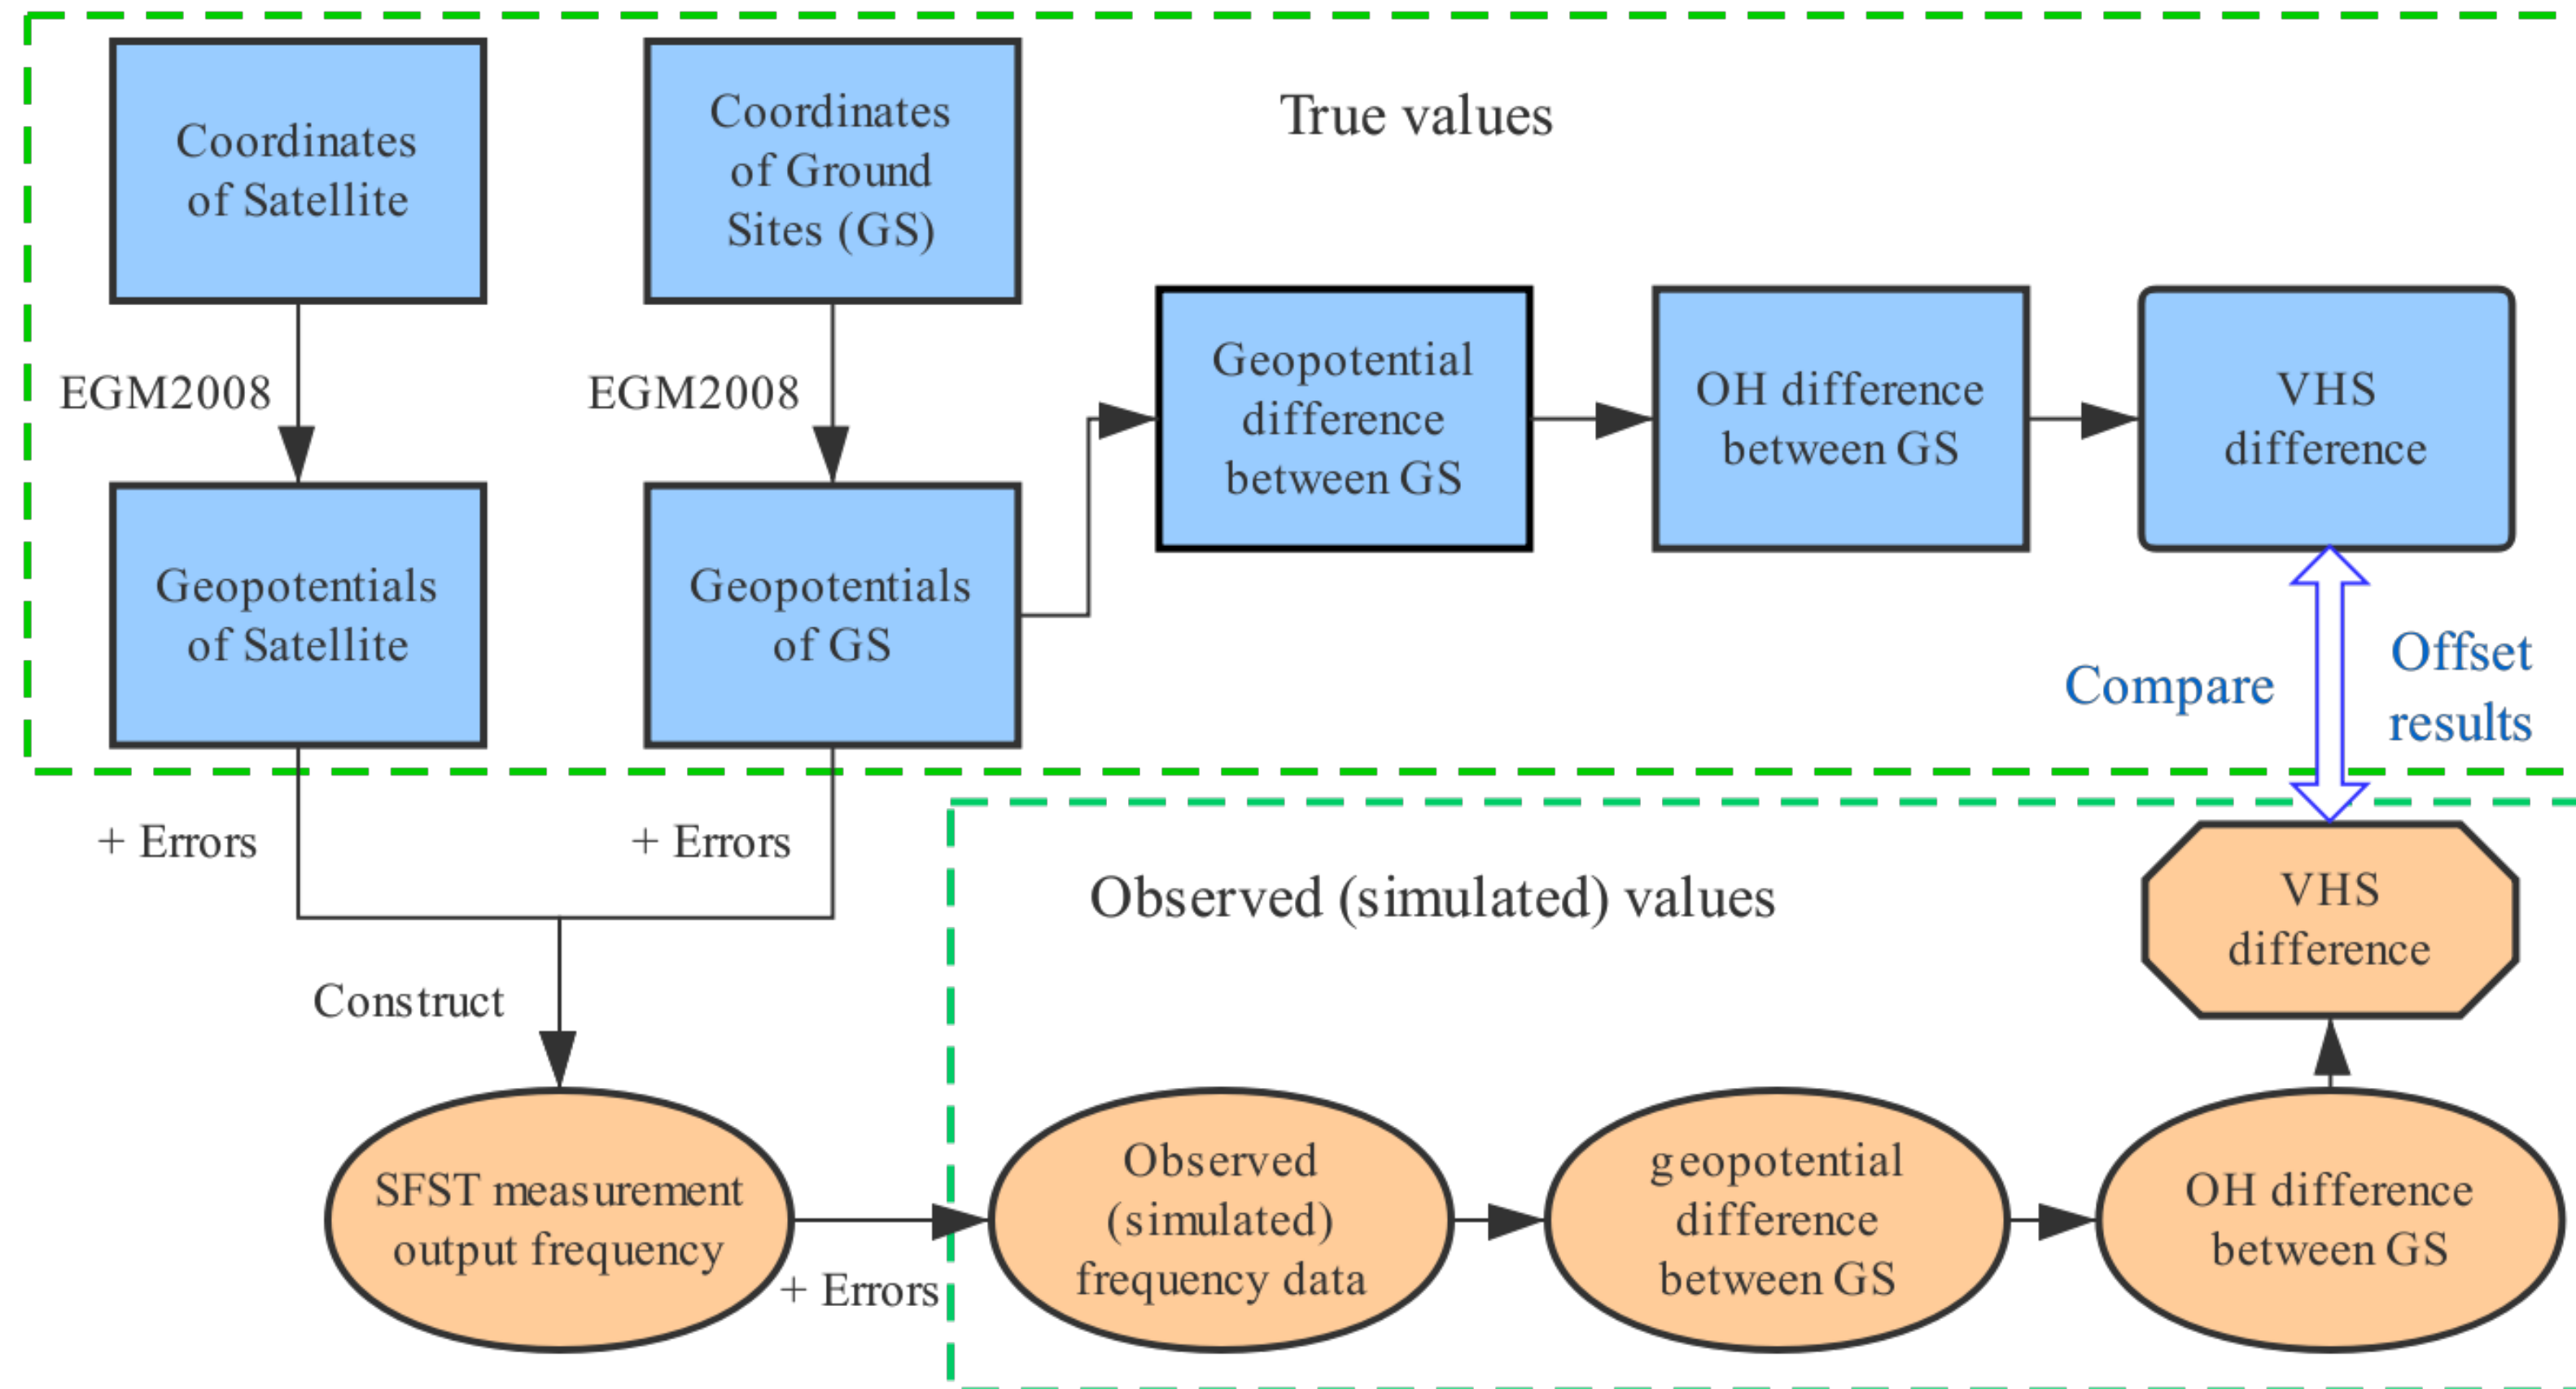 Coordinates
of Satellite
Coordinates
of Ground
Sites (GS)
True values
EGM2008
EGM2008
Geopotential
difference
between GS
OH difference
between GS
VHS
difference
Geopotentials
of Satellite
Geopotentials
of GS
Compare
Offset
results
+ Errors
+ Errors
Observed (simulated) values
VHS
difference
Construct
SFST measurement
output frequency
+ Errors
Observed
(simulated)
frequency data
geopotential
difference
between GS
OH difference
between GS